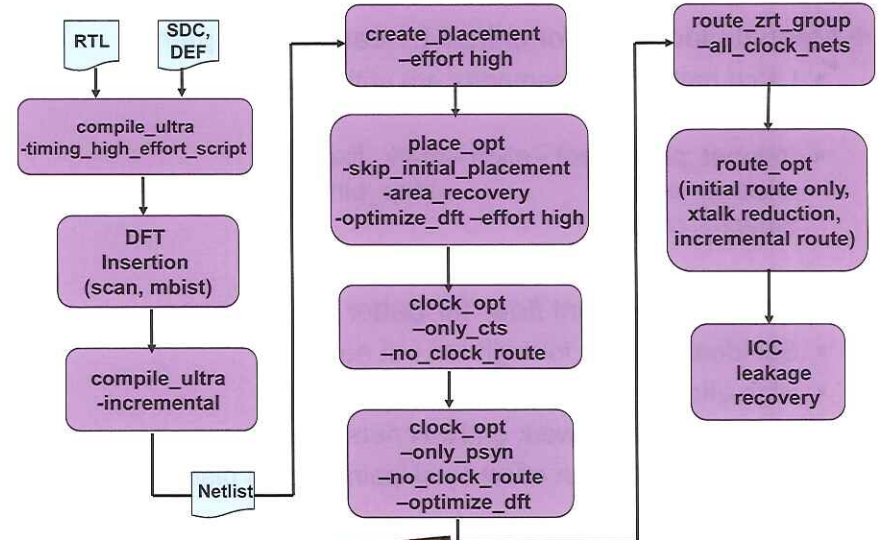 RTL
SDC,
DEF
compile_ultra
-timing_high_effort_script
DFT
Insertion
(scan, mbist)
compile_ultra
-incremental
Netlist
create_placement
–effort high
place_opt
-skip_initial_placement
-area_recovery
-optimize_dft –effort high
clock_opt
–only_cts
–no_clock_route
clock_opt
–only_psyn
–no_clock_route
–optimize_dft
route_zrt_group
–all_clock_nets
route_opt
(initial route only,
xtalk reduction,
incremental route)
ICC
leakage
recovery